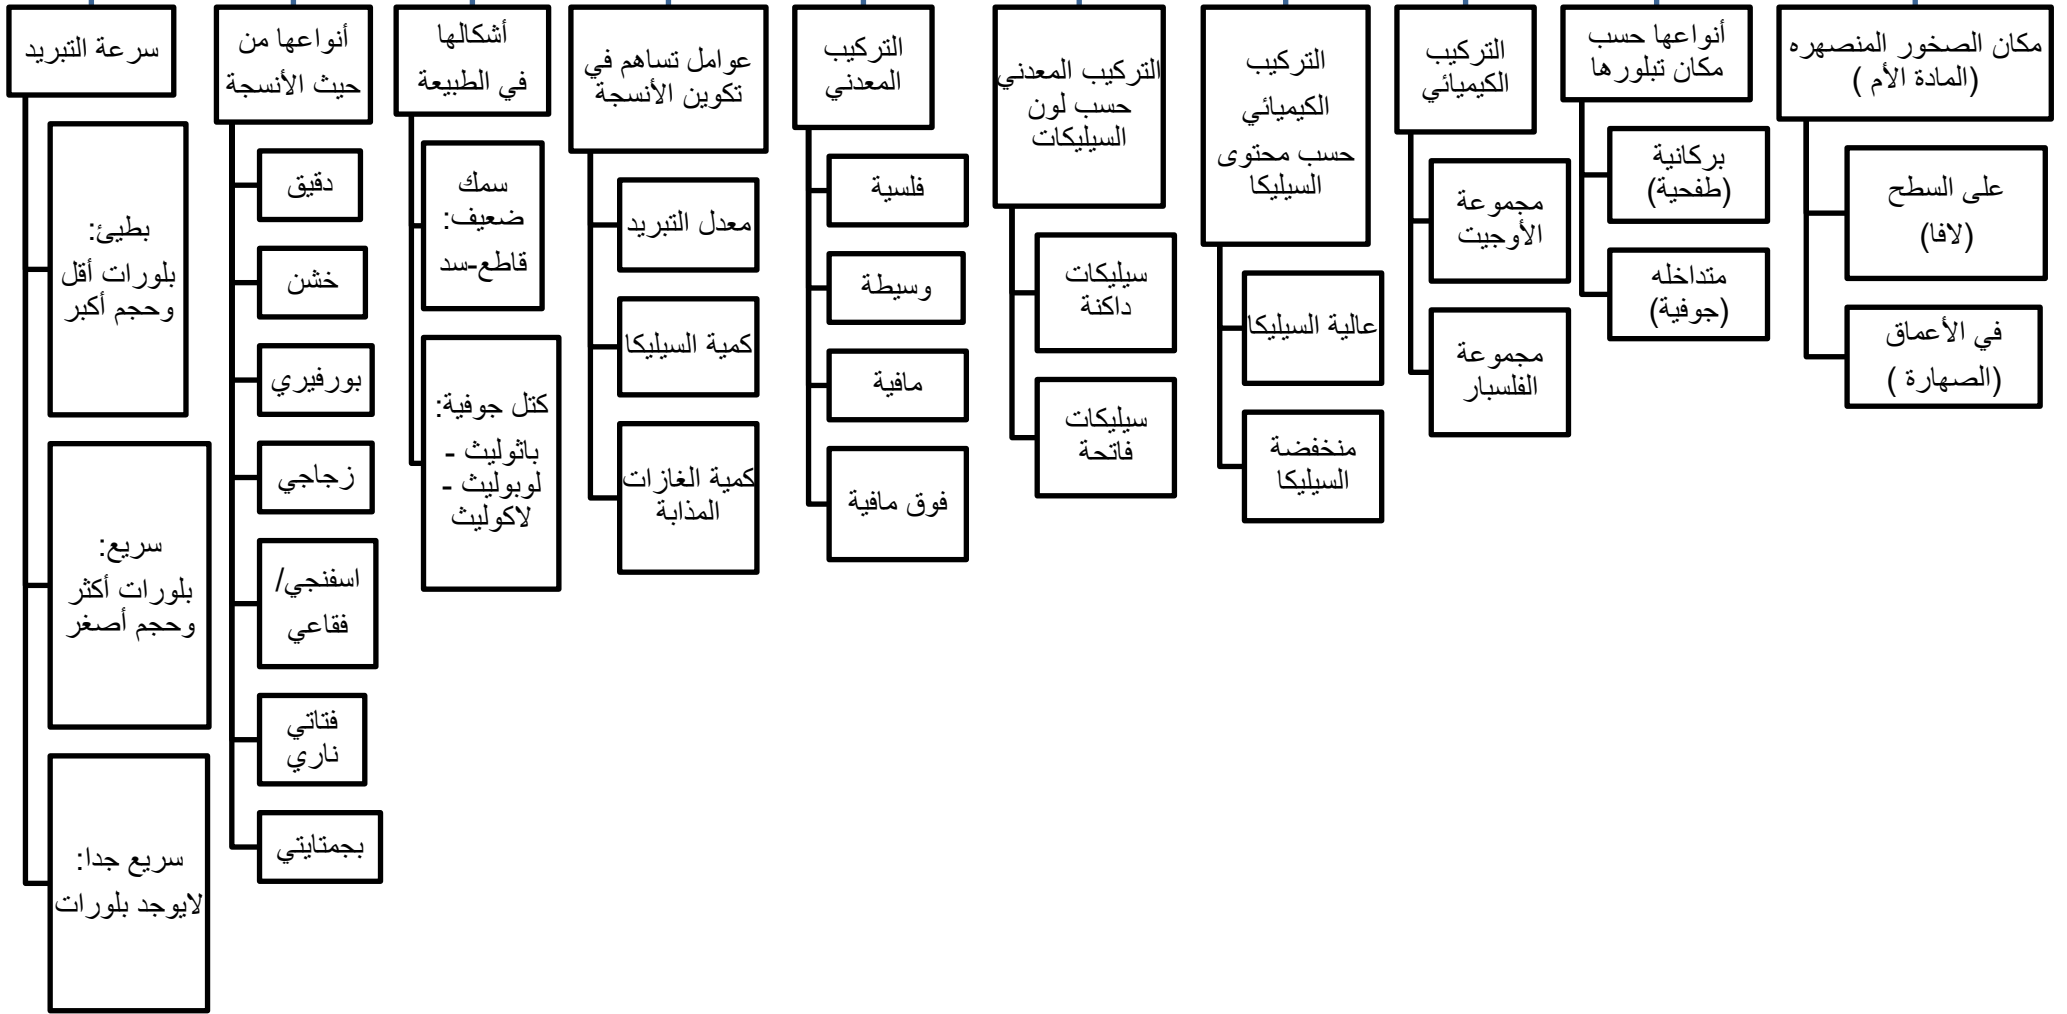 مكان الصخور المنصهره
(المادة الأم )
على السطح
(لافا)
في الأعماق
(الصهارة )
أنواعها حسب
مكان تبلورها
بركانية
(طفحية)
متداخله
(جوفية)
التركيب
الكيميائي
مجموعة
الأوجيت
مجموعة
الفلسبار
التركيب
الكيميائي
حسب محتوى
السيليكا
عالية السيليكا
منخفضة
السيليكا
التركيب المعدني
حسب لون
السيليكات
سيليكات
داكنة
سيليكات
فاتحة
التركيب
المعدني
فلسية
وسيطة
مافية
فوق مافية
عوامل تساهم في
تكوين الأنسجة
معدل التبريد
كمية السيليكا
كمية الغازات
المذابة
أشكالها
في الطبيعة
سمك
ضعيف:
قاطع-سد
كتل جوفية:
باثوليث -
لوبوليث -
لاكوليث
أنواعها من
حيث الأنسجة
دقيق
خشن
بورفيري
زجاجي
اسفنجي/
فقاعي
فتاتي
ناري
بجمتايتي
سرعة التبريد
بطيئ:
بلورات أقل
وحجم أكبر
سريع:
بلورات أكثر
وحجم أصغر
سريع جدا:
لايوجد بلورات